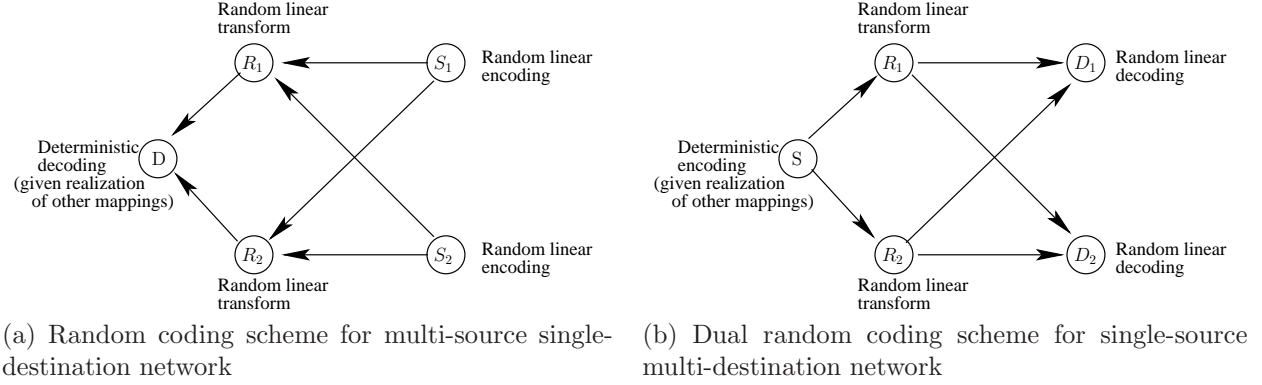 Random linear
transform
R1
S1
Random linear
encoding
Deterministic
decoding
(given realization
of other mappings)
D
R2
S2
Random linear
encoding
Random linear
transform
(a) Random coding scheme for multi-source single-
destination network
Random linear
transform
R1
D1
Random linear
decoding
Deterministic
encoding
(given realization
of other mappings)
S
R2
D2
Random linear
decoding
Random linear
transform
(b) Dual random coding scheme for single-source
multi-destination network